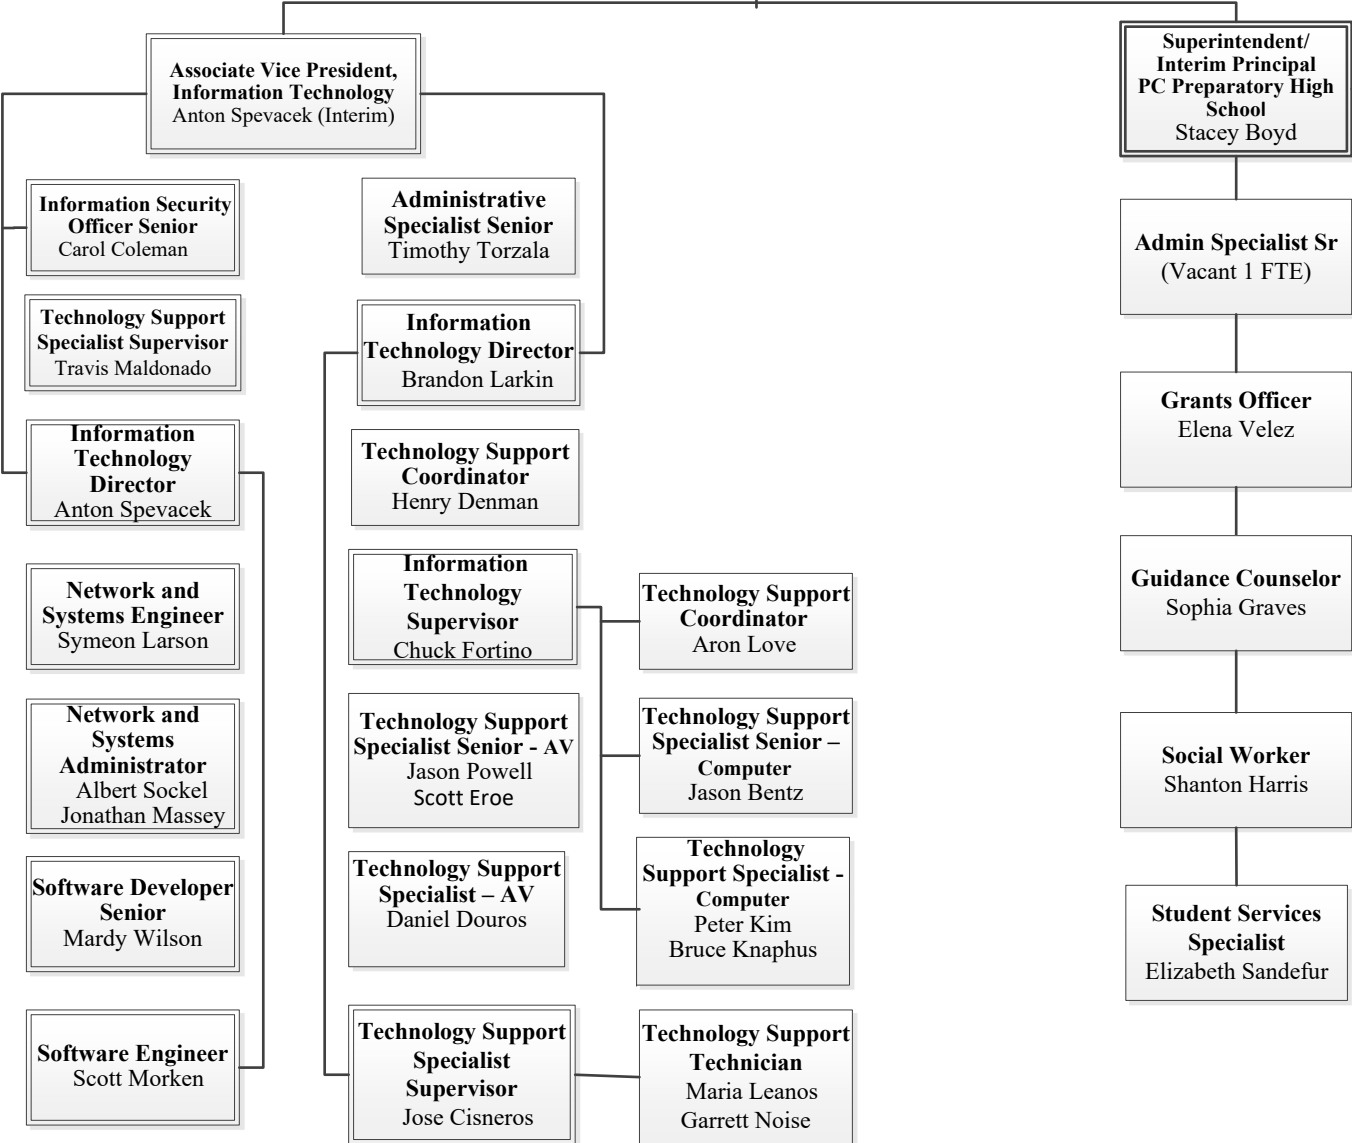 Associate Vice President,
Information Technology
Anton Spevacek (Interim)
Superintendent/
Interim Principal
PC Preparatory High
School
Stacey Boyd
Information Security
Officer Senior
Carol Coleman
Technology Support
Specialist Supervisor
Travis Maldonado
Information
Technology
Director
Anton Spevacek
Network and
Systems Engineer
Symeon Larson
Network and
Systems
Administrator
Albert Sockel
Jonathan Massey
Software Developer
Senior
Mardy Wilson
Software Engineer
Scott Morken
Administrative
Specialist Senior
Timothy Torzala
Information
Technology Director
Brandon Larkin
Technology Support
Coordinator
Henry Denman
Information
Technology
Supervisor
Chuck Fortino
Technology Support
Specialist Senior - AV
Jason Powell
Scott Eroe
Technology Support
Specialist – AV
Daniel Douros
Technology Support
Specialist
Supervisor
Jose Cisneros
Technology Support
Coordinator
Aron Love
Technology Support
Specialist Senior –
Computer
Jason Bentz
Technology
Support Specialist -
Computer
Peter Kim
Bruce Knaphus
Technology Support
Technician
Maria Leanos
Garrett Noise
Admin Specialist Sr
(Vacant 1 FTE)
Grants Officer
Elena Velez
Guidance Counselor
Sophia Graves
Social Worker
Shanton Harris
Student Services
Specialist
Elizabeth Sandefur